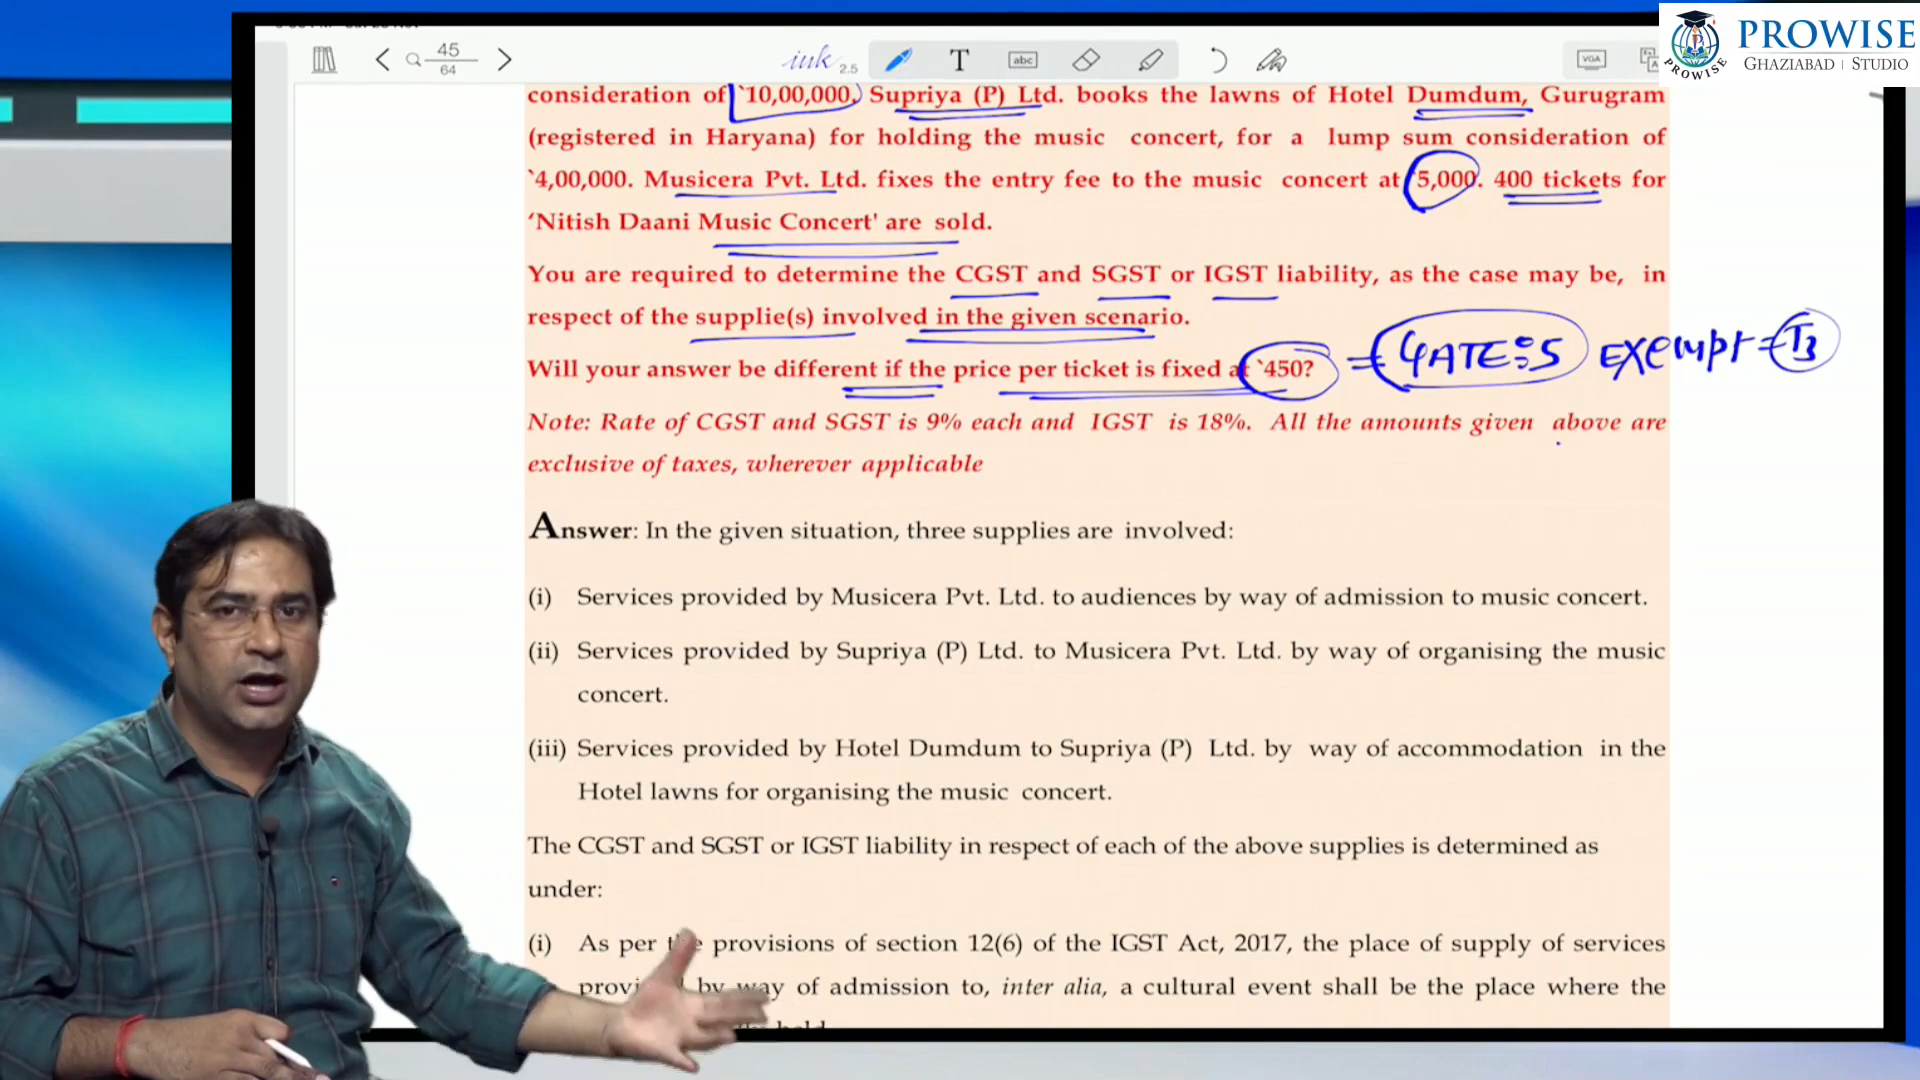 PROWISE
GHAZIABAD | STUDIO
PROWISE
45
64
ink 2.5
T
abc
VGA
consideration of `10,00,000. Supriya (P) Ltd. books the lawns of Hotel Dumdum, Gurugram
(registered in Haryana) for holding the music concert, for a lump sum consideration of
`4,00,000. Musicera Pvt. Ltd. fixes the entry fee to the music concert at `5,000. 400 tickets for
‘Nitish Daani Music Concert' are sold.
You are required to determine the CGST and SGST or IGST liability, as the case may be, in
respect of the supplie(s) involved in the given scenario.
Will your answer be different if the price per ticket is fixed at `450?
Exempt = T3
Note: Rate of CGST and SGST is 9% each and IGST is 18%. All the amounts given above are
exclusive of taxes, wherever applicable
Answer: In the given situation, three supplies are involved:
(i) Services provided by Musicera Pvt. Ltd. to audiences by way of admission to music concert.
(ii) Services provided by Supriya (P) Ltd. to Musicera Pvt. Ltd. by way of organising the music
concert.
(iii) Services provided by Hotel Dumdum to Supriya (P) Ltd. by way of accommodation in the
Hotel lawns for organising the music concert.
The CGST and SGST or IGST liability in respect of each of the above supplies is determined as
under:
(i) As per the provisions of section 12(6) of the IGST Act, 2017, the place of supply of services
by way of admission to, inter alia, a cultural event shall be the place where the
held